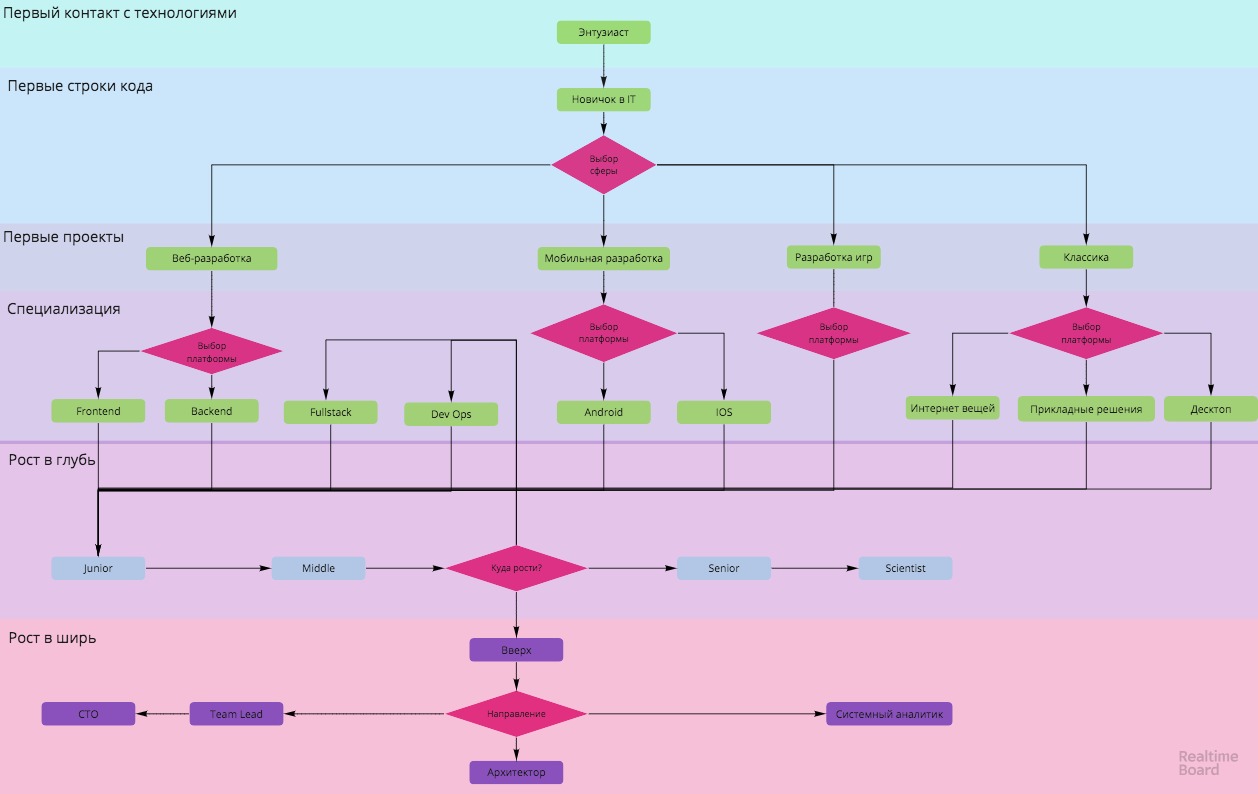 Первый контакт с технологиями
Энтузиаст
Первые строки кода
Новичок в IT
Выбор
сферы
Первые проекты
Веб-разработка
Мобильная разработка
Разработка игр
Классика
Специализация
Выбор
платформы
Выбор
платформы
Выбор
платформы
Выбор
платформы
Frontend
Backend
Fullstack
Dev Ops
Android
IOS
Интернет вещей
Прикладные решения
Десктоп
Рост в глубь
Junior
Middle
Куда рости?
Senior
Scientist
Рост в ширь
Вверх
CTO
Team Lead
Направление
Системный аналитик
Архитектор
Realtime
Board